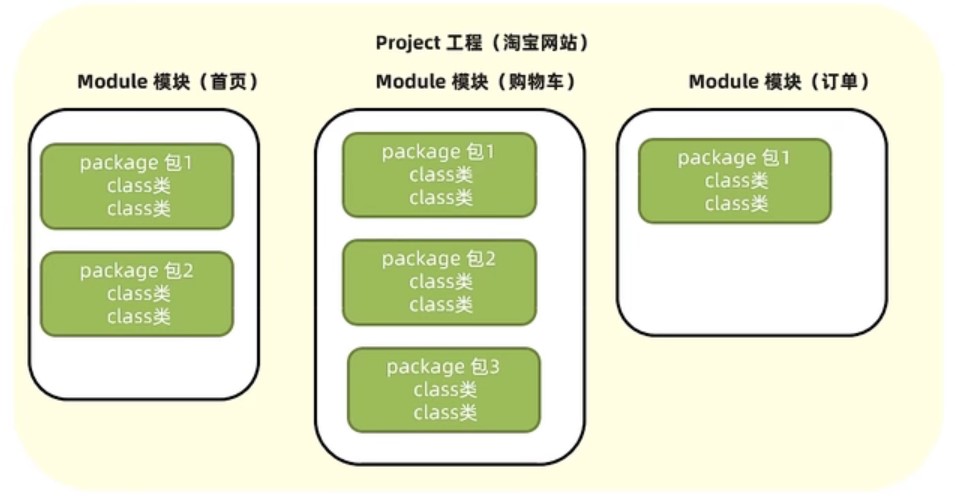 Project 工程（淘宝网站）
Module 模块（首页）
package 包1
class类
class类
package 包2
class类
class类
Module 模块（购物车）
package 包1
class类
class类
package 包2
class类
class类
package 包3
class类
class类
Module 模块（订单）
package 包1
class类
class类